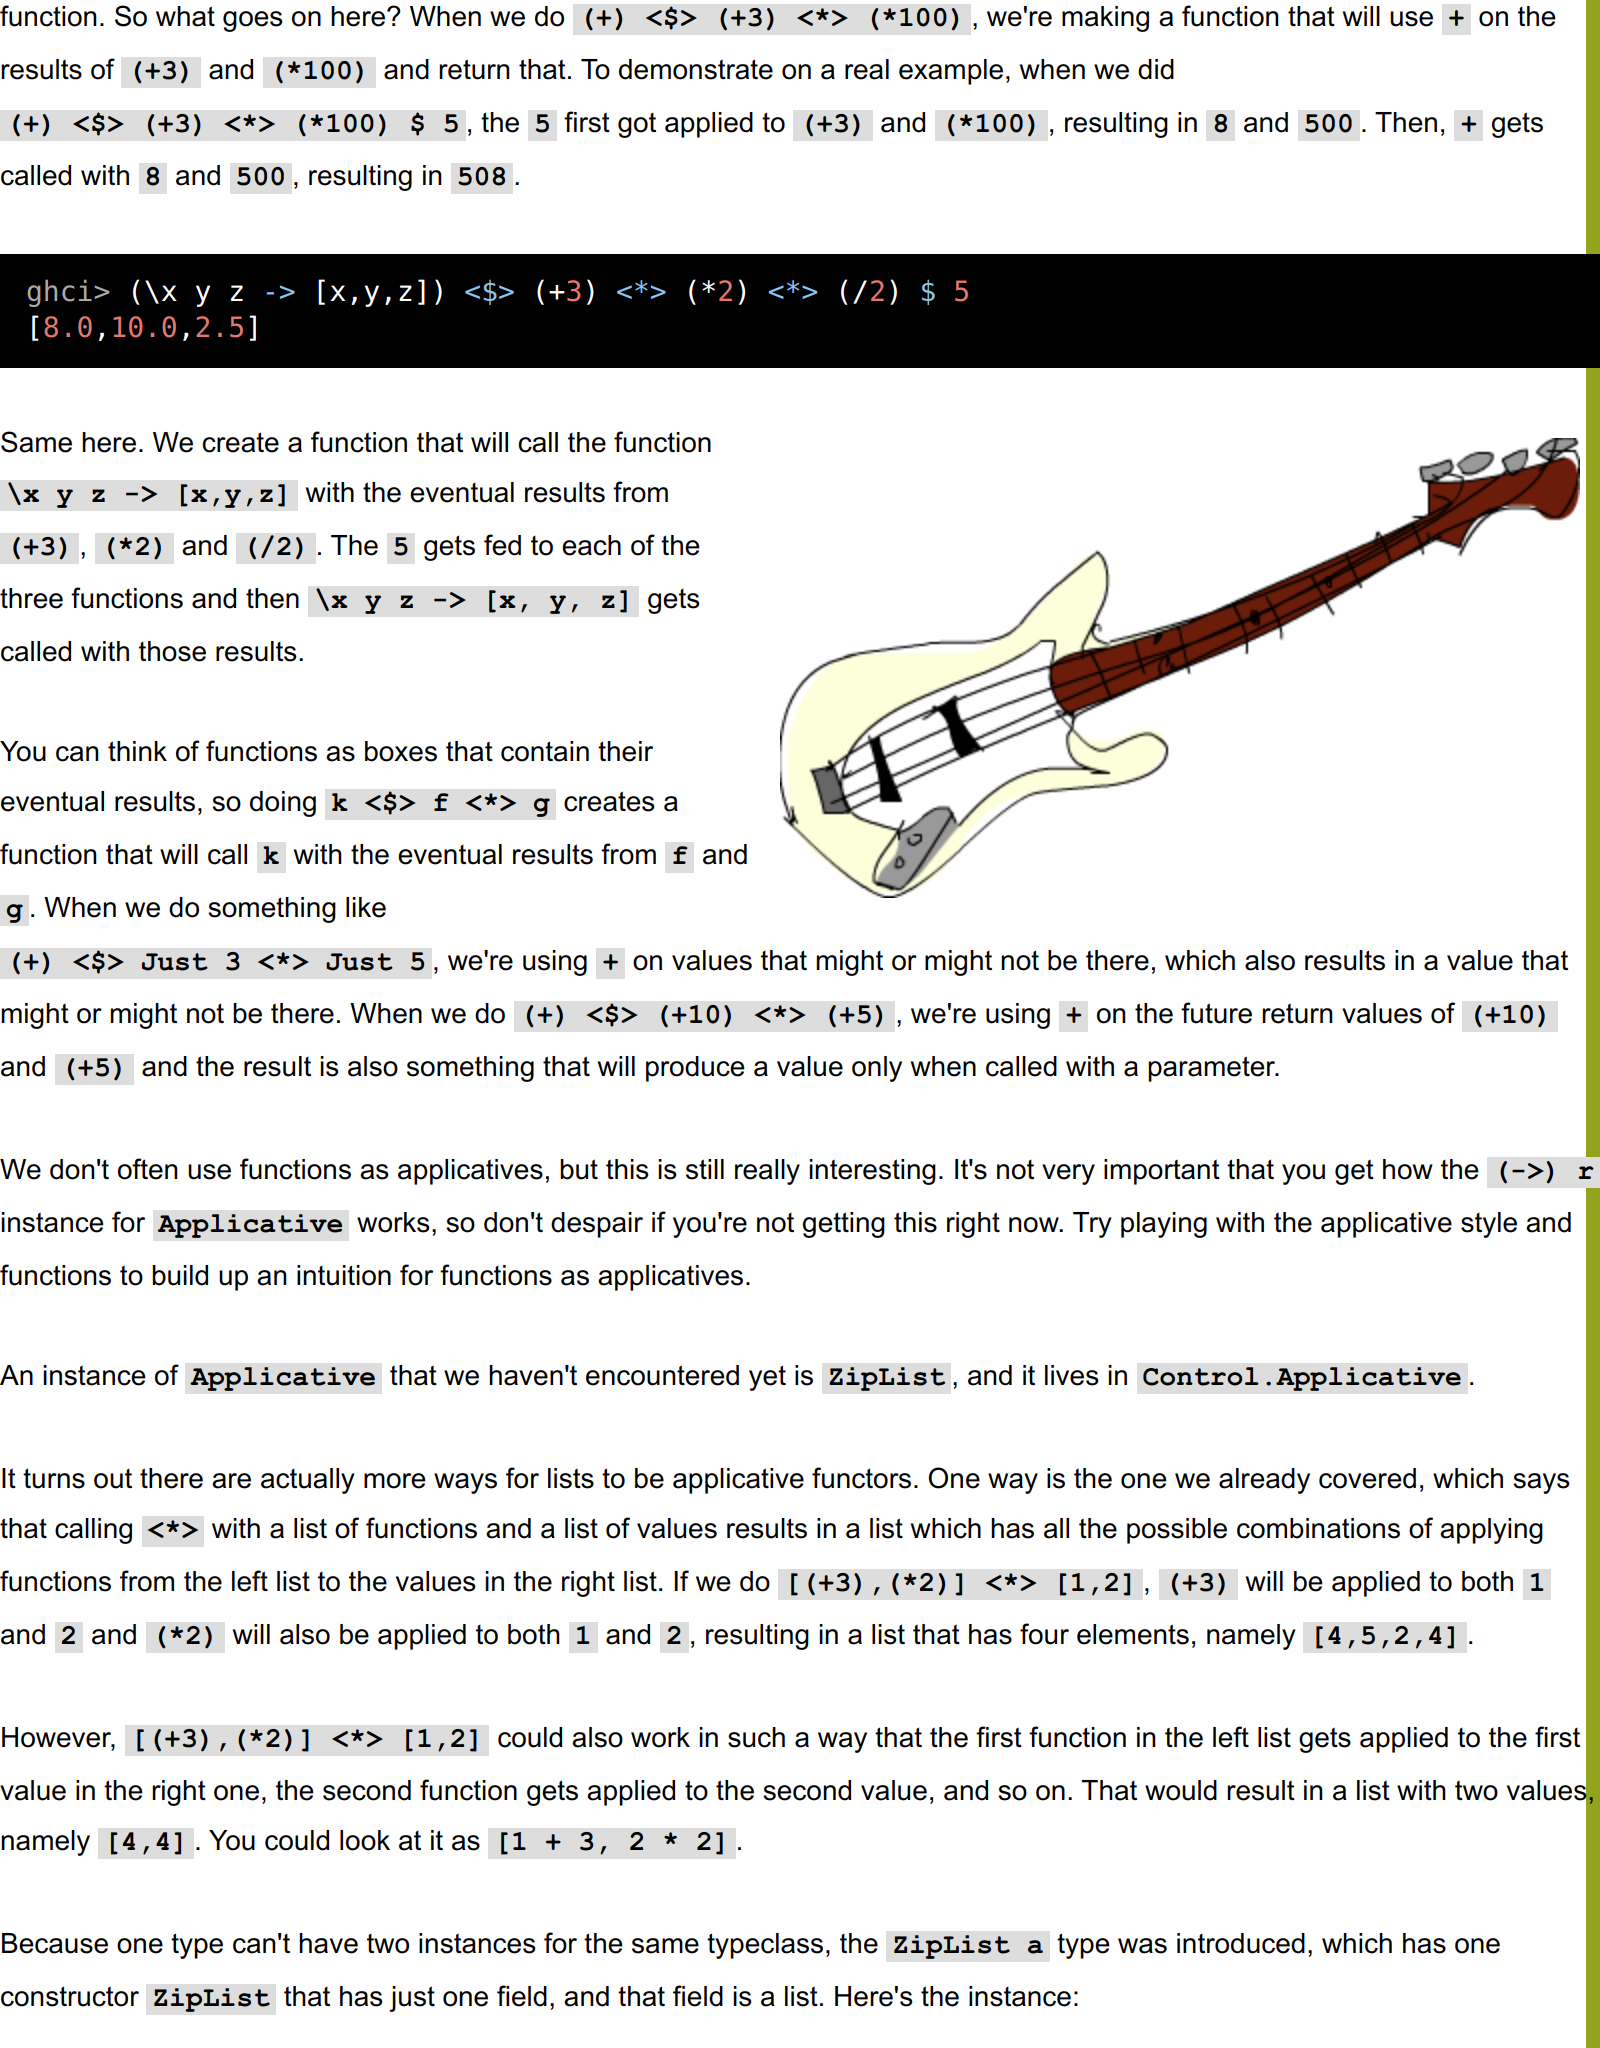 function. So what goes on here? When we do (+) <$> (+3) <*> (*100), we're making a function that will use + on the
results of (+3) and (*100) and return that. To demonstrate on a real example, when we did
(+) <$> (+3) <*> (*100) $ 5, the 5 first got applied to (+3) and (*100), resulting in 8 and 500. Then, + gets
called with 8 and 500, resulting in 508.
ghci> (\x y z -> [x,y,z]) <$> (+3) <*> (*2) <*> (/2) $ 5
[8.0,10.0,2.5]
Same here. We create a function that will call the function
\x y z -> [x,y,z] with the eventual results from
(+3), (*2) and (/2). The 5 gets fed to each of the
three functions and then \x y z -> [x, y, z] gets
called with those results.
You can think of functions as boxes that contain their
eventual results, so doing k <$> f <*> g creates a
function that will call k with the eventual results from f and
g. When we do something like
(+) <$> Just 3 <*> Just 5, we're using + on values that might or might not be there, which also results in a value that
might or might not be there. When we do (+) <$> (+10) <*> (+5), we're using + on the future return values of (+10)
and (+5) and the result is also something that will produce a value only when called with a parameter.
We don't often use functions as applicatives, but this is still really interesting. It's not very important that you get how the (->) r
instance for Applicative works, so don't despair if you're not getting this right now. Try playing with the applicative style and
functions to build up an intuition for functions as applicatives.
An instance of Applicative that we haven't encountered yet is ZipList, and it lives in Control.Applicative.
It turns out there are actually more ways for lists to be applicative functors. One way is the one we already covered, which says
that calling <*> with a list of functions and a list of values results in a list which has all the possible combinations of applying
functions from the left list to the values in the right list. If we do [(+3),(*2)] <*> [1,2], (+3) will be applied to both 1
and 2 and (*2) will also be applied to both 1 and 2, resulting in a list that has four elements, namely [4,5,2,4].
However, [(+3),(*2)] <*> [1,2] could also work in such a way that the first function in the left list gets applied to the first
value in the right one, the second function gets applied to the second value, and so on. That would result in a list with two values,
namely [4,4]. You could look at it as [1 + 3, 2 * 2].
Because one type can't have two instances for the same typeclass, the ZipList a type was introduced, which has one
constructor ZipList that has just one field, and that field is a list. Here's the instance: